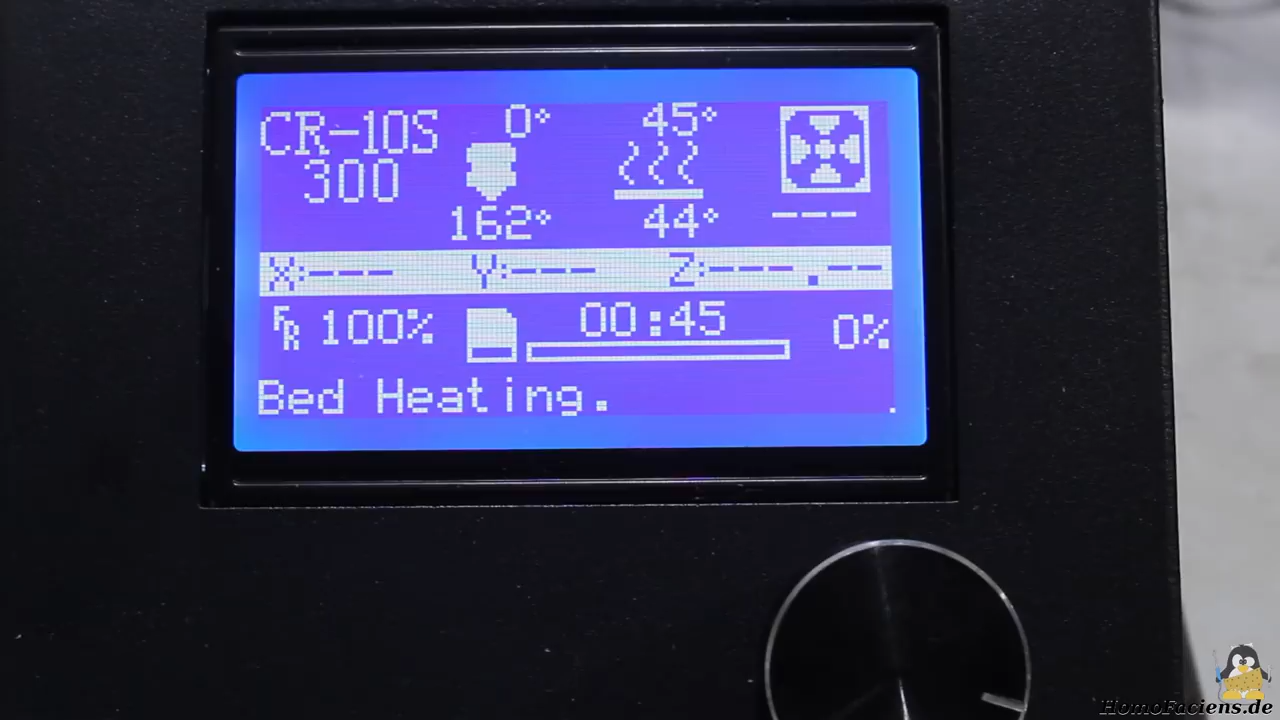 CR-10S 0° 45°
300
162° 44° ---
X:--- Y:--- Z:---.--
FR 100% 00:45 0%
Bed Heating. .
HomoFaciens.de